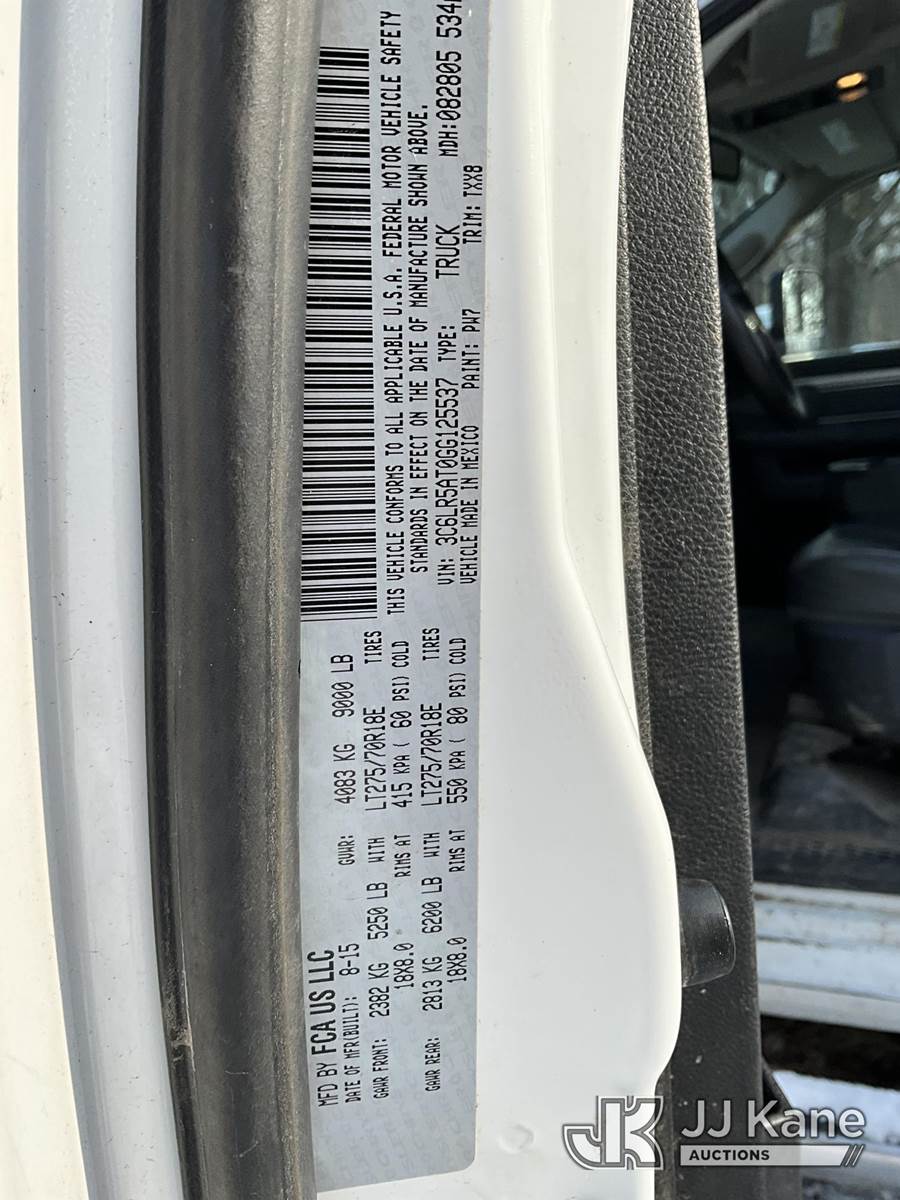 MFD BY FCA US LLC
DATE OF MFR(BUILT): 8-15 GVWR: 4083 KG 9000 LB
GAWR FRONT: 2382 KG 5250 LB WITH LT275/70R18E TIRES
18X8.0 RIMS AT 415 KPA ( 60 PSI) COLD
GAWR REAR: 2813 KG 6200 LB WITH LT275/70R18E TIRES
18X8.0 RIMS AT 550 KPA ( 80 PSI) COLD
THIS VEHICLE CONFORMS TO ALL APPLICABLE U.S.A. FEDERAL MOTOR VEHICLE SAFETY
STANDARDS IN EFFECT ON THE DATE OF MANUFACTURE SHOWN ABOVE.
VIN: 3C6LR5AT0GG125537 TYPE: TRUCK MDH:082805 534
VEHICLE MADE IN MEXICO PAINT: PW7 TRIM: TXX8
JK JJ Kane
AUCTIONS